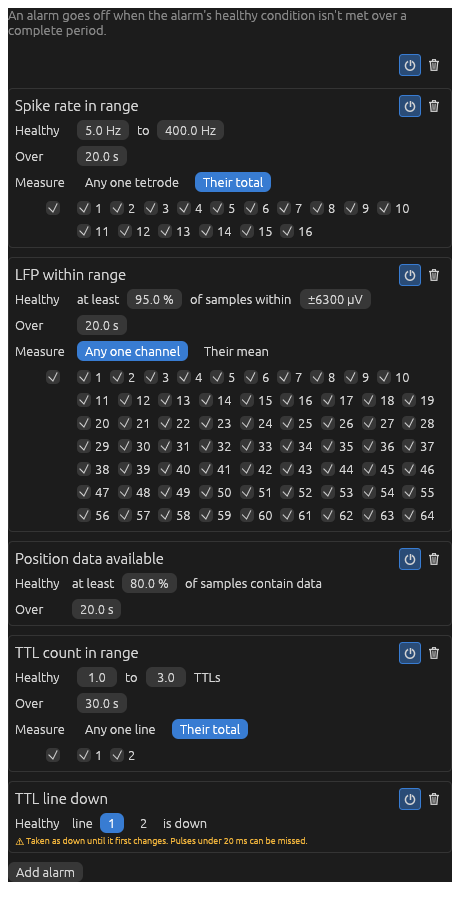 An alarm goes off when the alarm's healthy condition isn't met over a
complete period.
Spike rate in range
Healthy 5.0 Hz to 400.0 Hz
Over 20.0 s
Measure Any one tetrode Their total
1 2 3 4 5 6 7 8 9 10
11 12 13 14 15 16
LFP within range
Healthy at least 95.0 % of samples within ±6300 µV
Over 20.0 s
Measure Any one channel Their mean
1 2 3 4 5 6 7 8 9 10
11 12 13 14 15 16 17 18 19
20 21 22 23 24 25 26 27 28
29 30 31 32 33 34 35 36 37
38 39 40 41 42 43 44 45 46
47 48 49 50 51 52 53 54 55
56 57 58 59 60 61 62 63 64
Position data available
Healthy at least 80.0 % of samples contain data
Over 20.0 s
TTL count in range
Healthy 1.0 to 3.0 TTLs
Over 30.0 s
Measure Any one line Their total
1 2
TTL line down
Healthy line 1 2 is down
⚠ Taken as down until it first changes. Pulses under 20 ms can be missed.
Add alarm